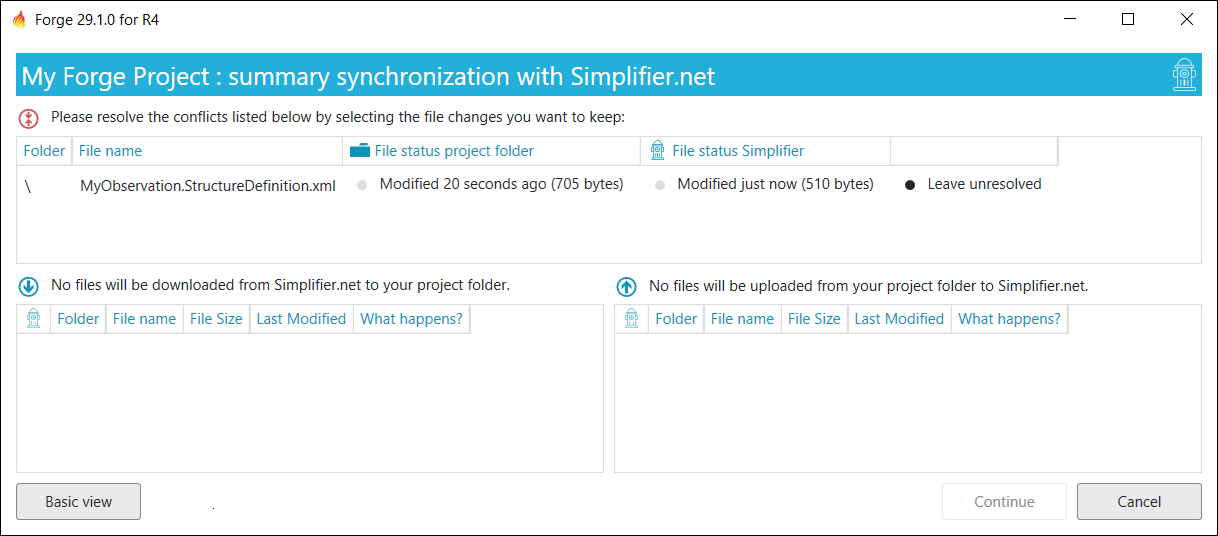 Forge 29.1.0 for R4
My Forge Project : summary synchronization with Simplifier.net
Please resolve the conflicts listed below by selecting the file changes you want to keep:
Folder File name File status project folder File status Simplifier
\ MyObservation.StructureDefinition.xml Modified 20 seconds ago (705 bytes) Modified just now (510 bytes) Leave unresolved
No files will be downloaded from Simplifier.net to your project folder.
Folder File name File Size Last Modified What happens?
No files will be uploaded from your project folder to Simplifier.net.
Folder File name File Size Last Modified What happens?
Basic view . Continue Cancel